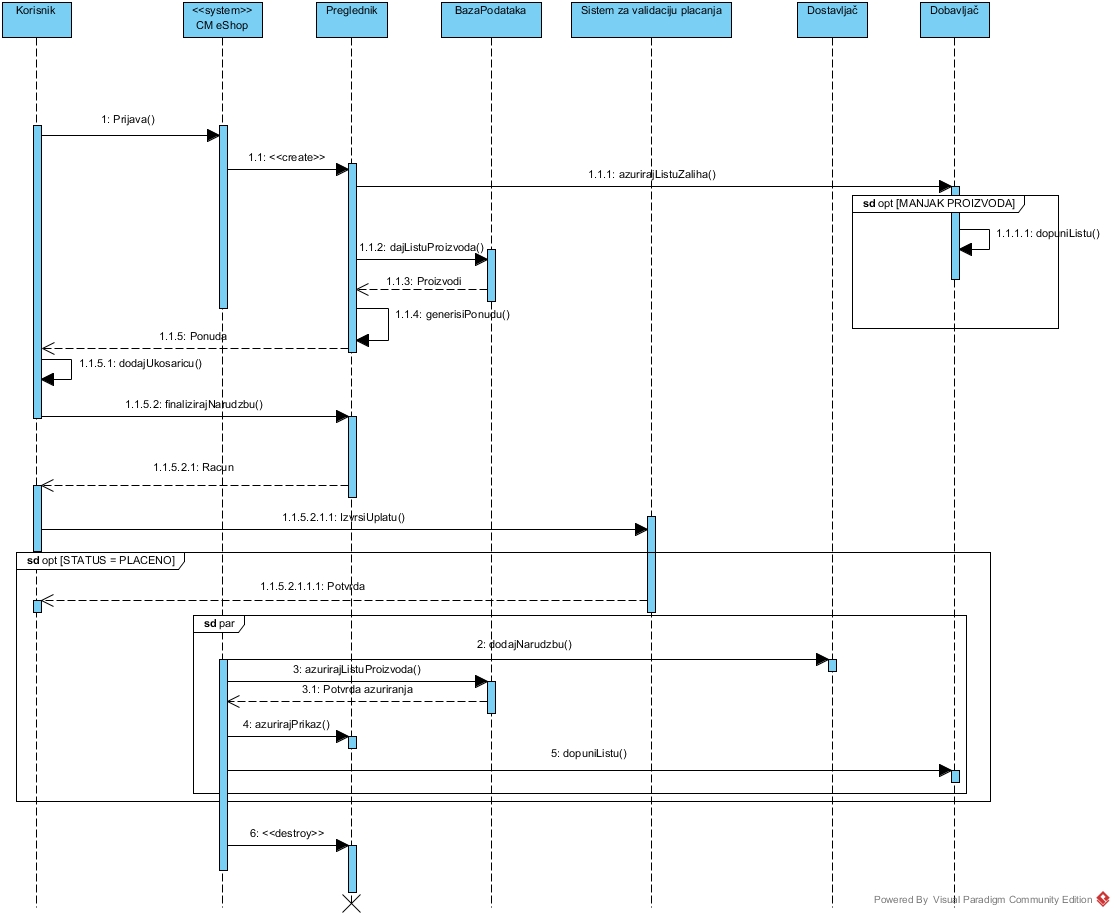 Korisnik
<<system>>
CM eShop
Preglednik
BazaPodataka
Sistem za validaciju placanja
Dostavljač
Dobavljač
1: Prijava()
1.1: <<create>>
1.1.1: azurirajListuZaliha()
sd opt [MANJAK PROIZVODA]
1.1.1.1: dopuniListu()
1.1.2: dajListuProizvoda()
1.1.3: Proizvodi
1.1.4: generisiPonudu()
1.1.5: Ponuda
1.1.5.1: dodajUkosaricu()
1.1.5.2: finalizirajNarudzbu()
1.1.5.2.1: Racun
1.1.5.2.1.1: IzvrsiUplatu()
sd opt [STATUS = PLACENO]
1.1.5.2.1.1.1: Potvrda
sd par
2: dodajNarudzbu()
3: azurirajListuProizvoda()
3.1: Potvrda azuriranja
4: azurirajPrikaz()
5: dopuniListu()
6: <<destroy>>
Powered By Visual Paradigm Community Edition